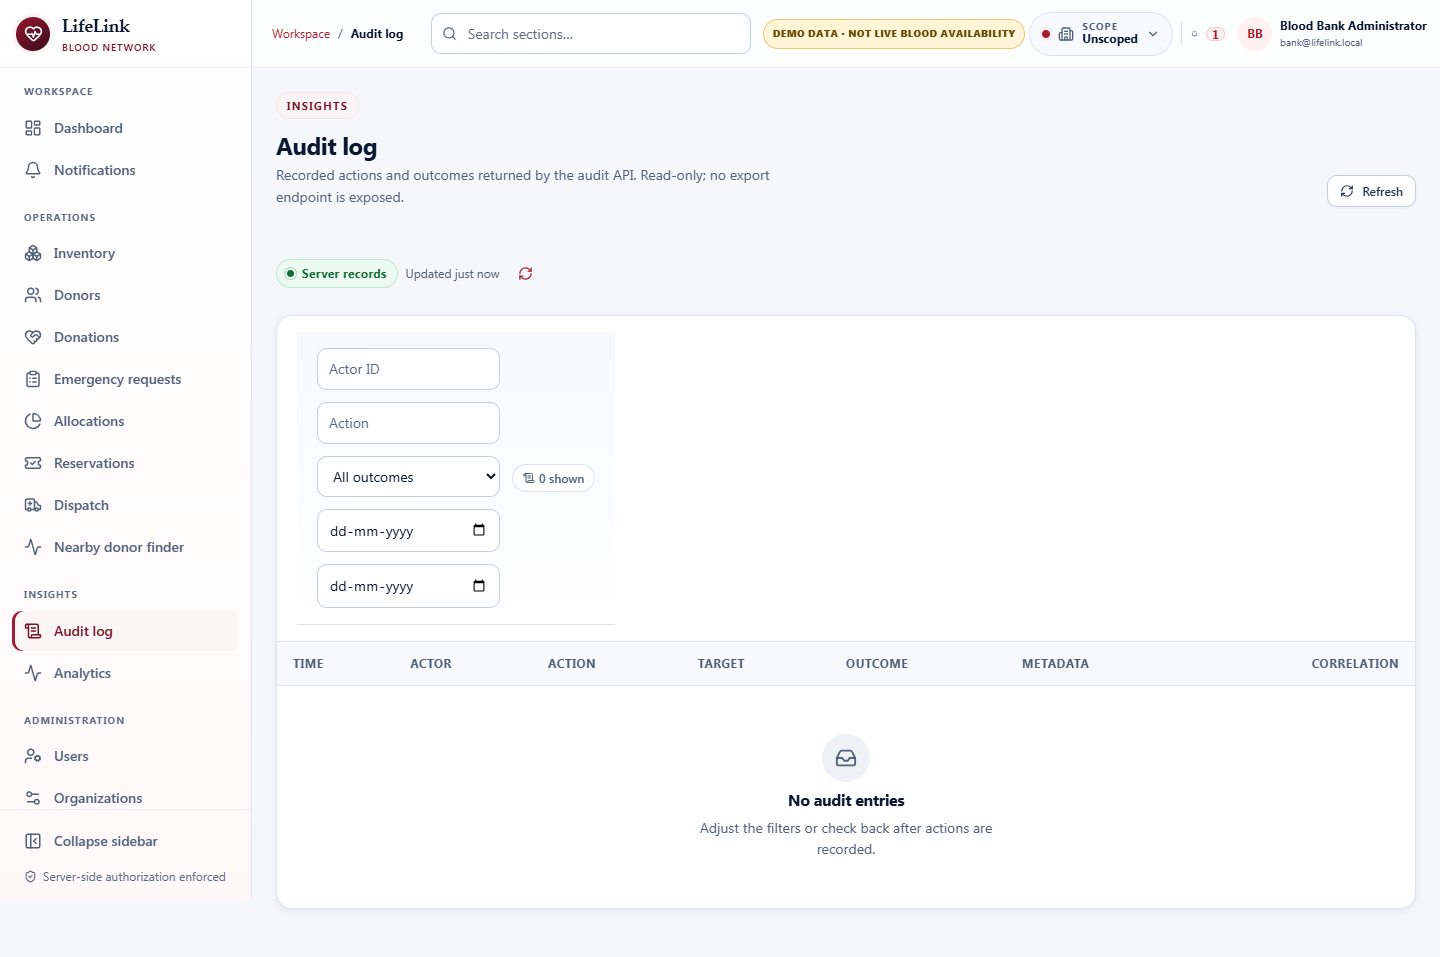 LifeLink
BLOOD NETWORK
Workspace / Audit log
Search sections...
DEMO DATA · NOT LIVE BLOOD AVAILABILITY
SCOPE
Unscoped
1
BB
Blood Bank Administrator
bank@lifelink.local
WORKSPACE
Dashboard
Notifications
OPERATIONS
Inventory
Donors
Donations
Emergency requests
Allocations
Reservations
Dispatch
Nearby donor finder
INSIGHTS
Audit log
Analytics
ADMINISTRATION
Users
Organizations
Collapse sidebar
Server-side authorization enforced
INSIGHTS
Audit log
Recorded actions and outcomes returned by the audit API. Read-only; no export
endpoint is exposed.
Refresh
Server records
Updated just now
Actor ID
Action
All outcomes
0 shown
dd-mm-yyyy
dd-mm-yyyy
TIME ACTOR ACTION TARGET OUTCOME METADATA CORRELATION
No audit entries
Adjust the filters or check back after actions are
recorded.